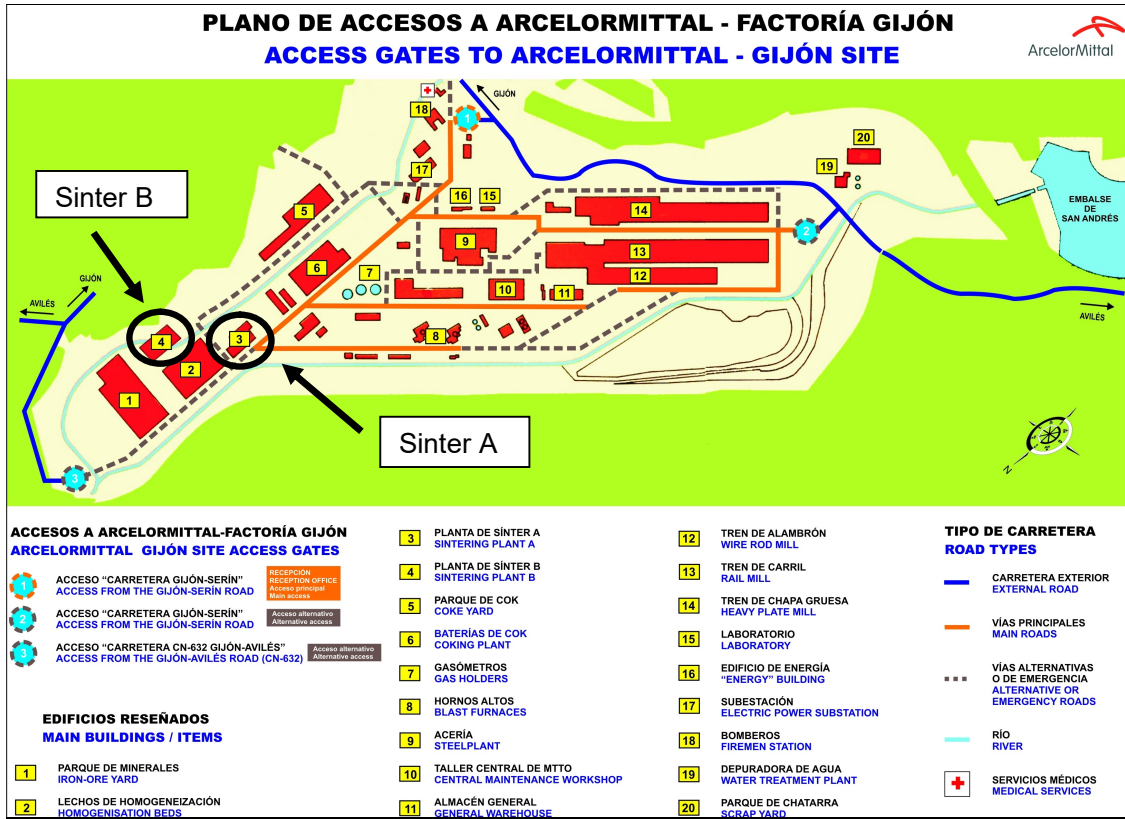 PLANO DE ACCESOS A ARCELORMITTAL - FACTORÍA GIJÓN
ACCESS GATES TO ARCELORMITTAL - GIJÓN SITE
ArcelorMittal
GIJÓN
18
1
20
19
17
Sinter B
16
15
EMBALSE
DE
SAN ANDRÉS
5
14
2
9
13
6
7
12
GIJÓN
10
11
AVILÉS
AVILÉS
4
3
8
2
1
Sinter A
N
3
ACCESOS A ARCELORMITTAL-FACTORÍA GIJÓN
ARCELORMITTAL GIJÓN SITE ACCESS GATES
1
ACCESO "CARRETERA GIJÓN-SERÍN"
ACCESS FROM THE GIJÓN-SERÍN ROAD
RECEPCIÓN
RECEPTION OFFICE
Acceso principal
Main access
2
ACCESO "CARRETERA GIJÓN-SERÍN"
ACCESS FROM THE GIJÓN-SERÍN ROAD
Acceso alternativo
Alternative access
3
ACCESO "CARRETERA CN-632 GIJÓN-AVILÉS"
ACCESS FROM THE GIJÓN-AVILÉS ROAD (CN-632)
Acceso alternativo
Alternative access
EDIFICIOS RESEÑADOS
MAIN BUILDINGS / ITEMS
1
PARQUE DE MINERALES
IRON-ORE YARD
2
LECHOS DE HOMOGENEIZACIÓN
HOMOGENISATION BEDS
3
PLANTA DE SÍNTER A
SINTERING PLANT A
4
PLANTA DE SÍNTER B
SINTERING PLANT B
5
PARQUE DE COK
COKE YARD
6
BATERÍAS DE COK
COKING PLANT
7
GASÓMETROS
GAS HOLDERS
8
HORNOS ALTOS
BLAST FURNACES
9
ACERÍA
STEELPLANT
10
TALLER CENTRAL DE MTTO
CENTRAL MAINTENANCE WORKSHOP
11
ALMACÉN GENERAL
GENERAL WAREHOUSE
12
TREN DE ALAMBRÓN
WIRE ROD MILL
13
TREN DE CARRIL
RAIL MILL
14
TREN DE CHAPA GRUESA
HEAVY PLATE MILL
15
LABORATORIO
LABORATORY
16
EDIFICIO DE ENERGÍA
"ENERGY" BUILDING
17
SUBESTACIÓN
ELECTRIC POWER SUBSTATION
18
BOMBEROS
FIREMEN STATION
19
DEPURADORA DE AGUA
WATER TREATMENT PLANT
20
PARQUE DE CHATARRA
SCRAP YARD
TIPO DE CARRETERA
ROAD TYPES
CARRETERA EXTERIOR
EXTERNAL ROAD
VÍAS PRINCIPALES
MAIN ROADS
VÍAS ALTERNATIVAS
O DE EMERGENCIA
ALTERNATIVE OR
EMERGENCY ROADS
RÍO
RIVER
SERVICIOS MÉDICOS
MEDICAL SERVICES